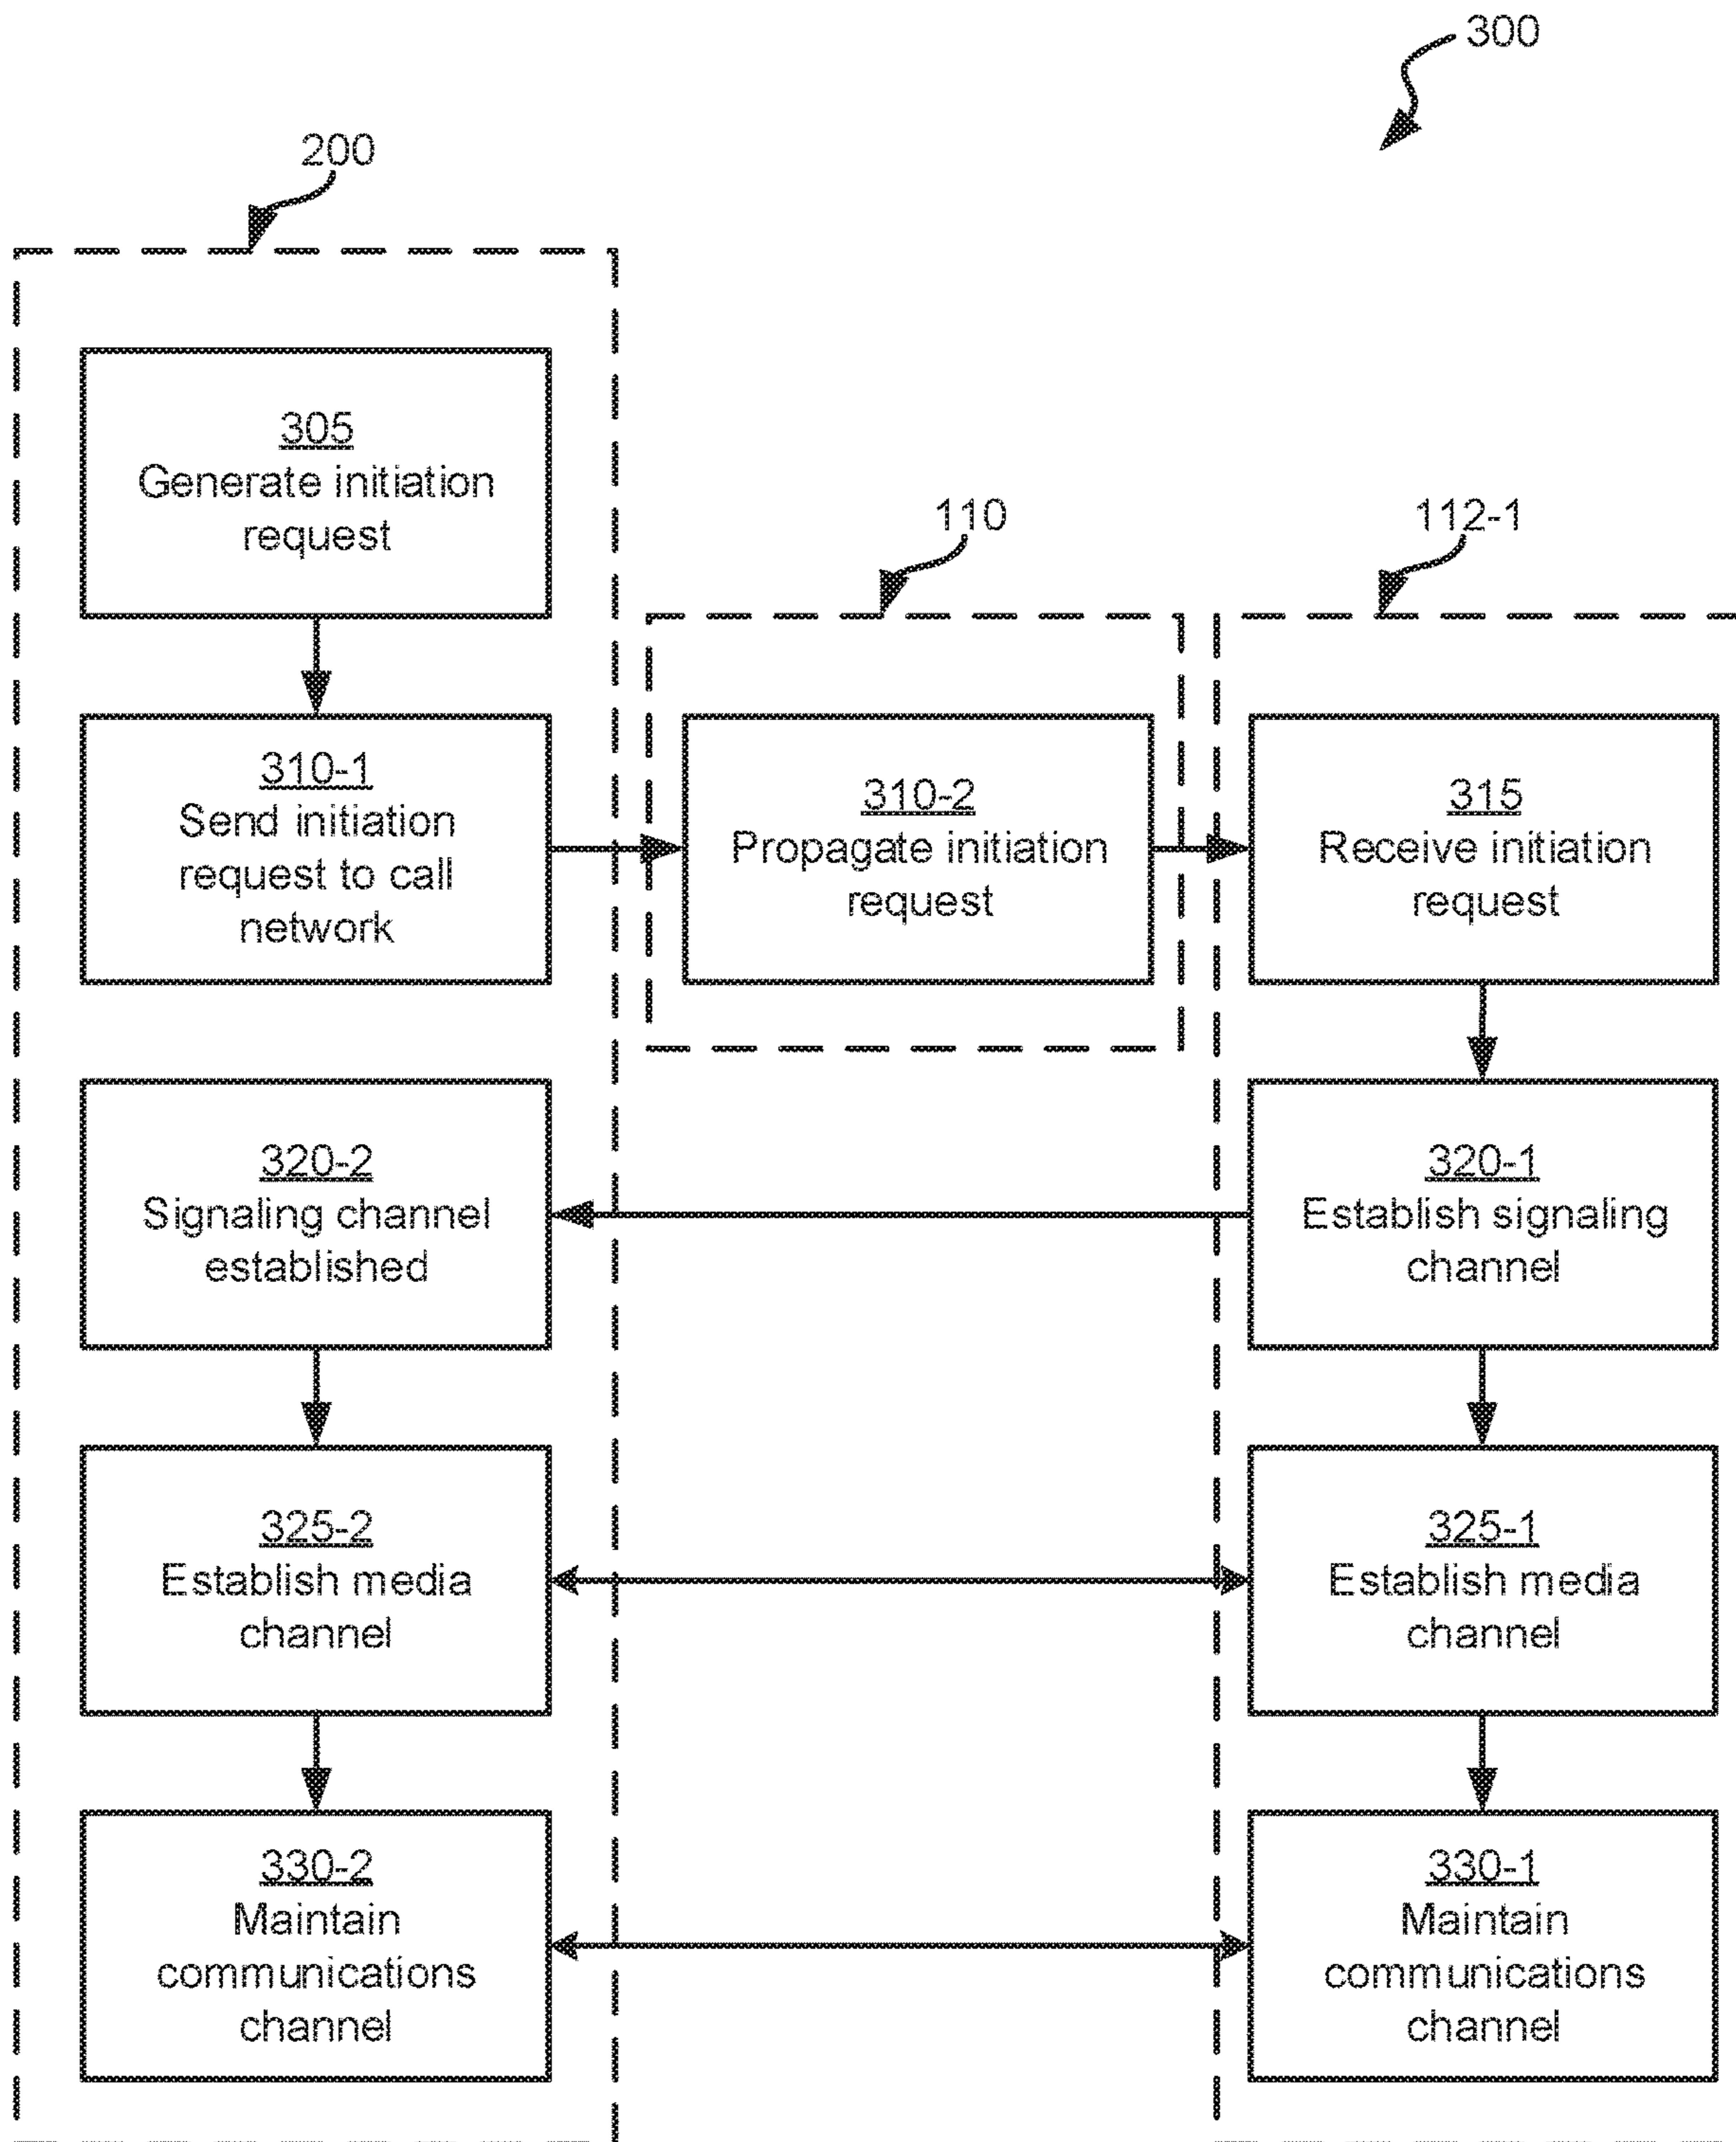 300
200
305
Generate initiation
request
110
112-1
310-1
Send initiation
request to call
network
310-2
Propagate initiation
request
315
Receive initiation
request
320-2
Signaling channel
established
320-1
Establish signaling
channel
325-2
Establish media
channel
325-1
Establish media
channel
330-2
Maintain
communications
channel
330-1
Maintain
communications
channel